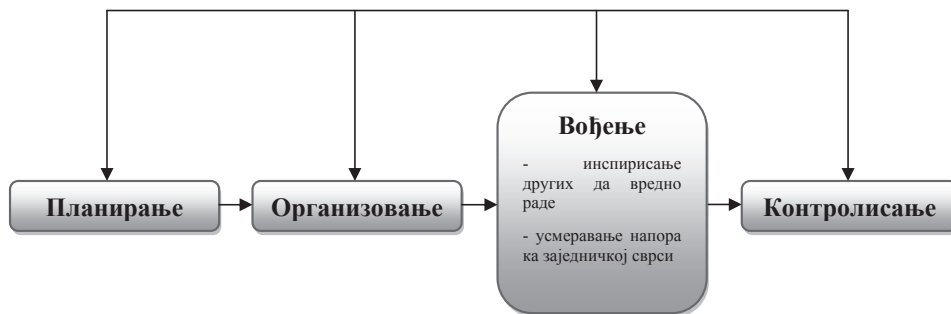 Планирање
Организовање
Вођење
- инспирисање
других да вредно
раде
- усмеравање напора
ка заједничкој сврси
Контролисање